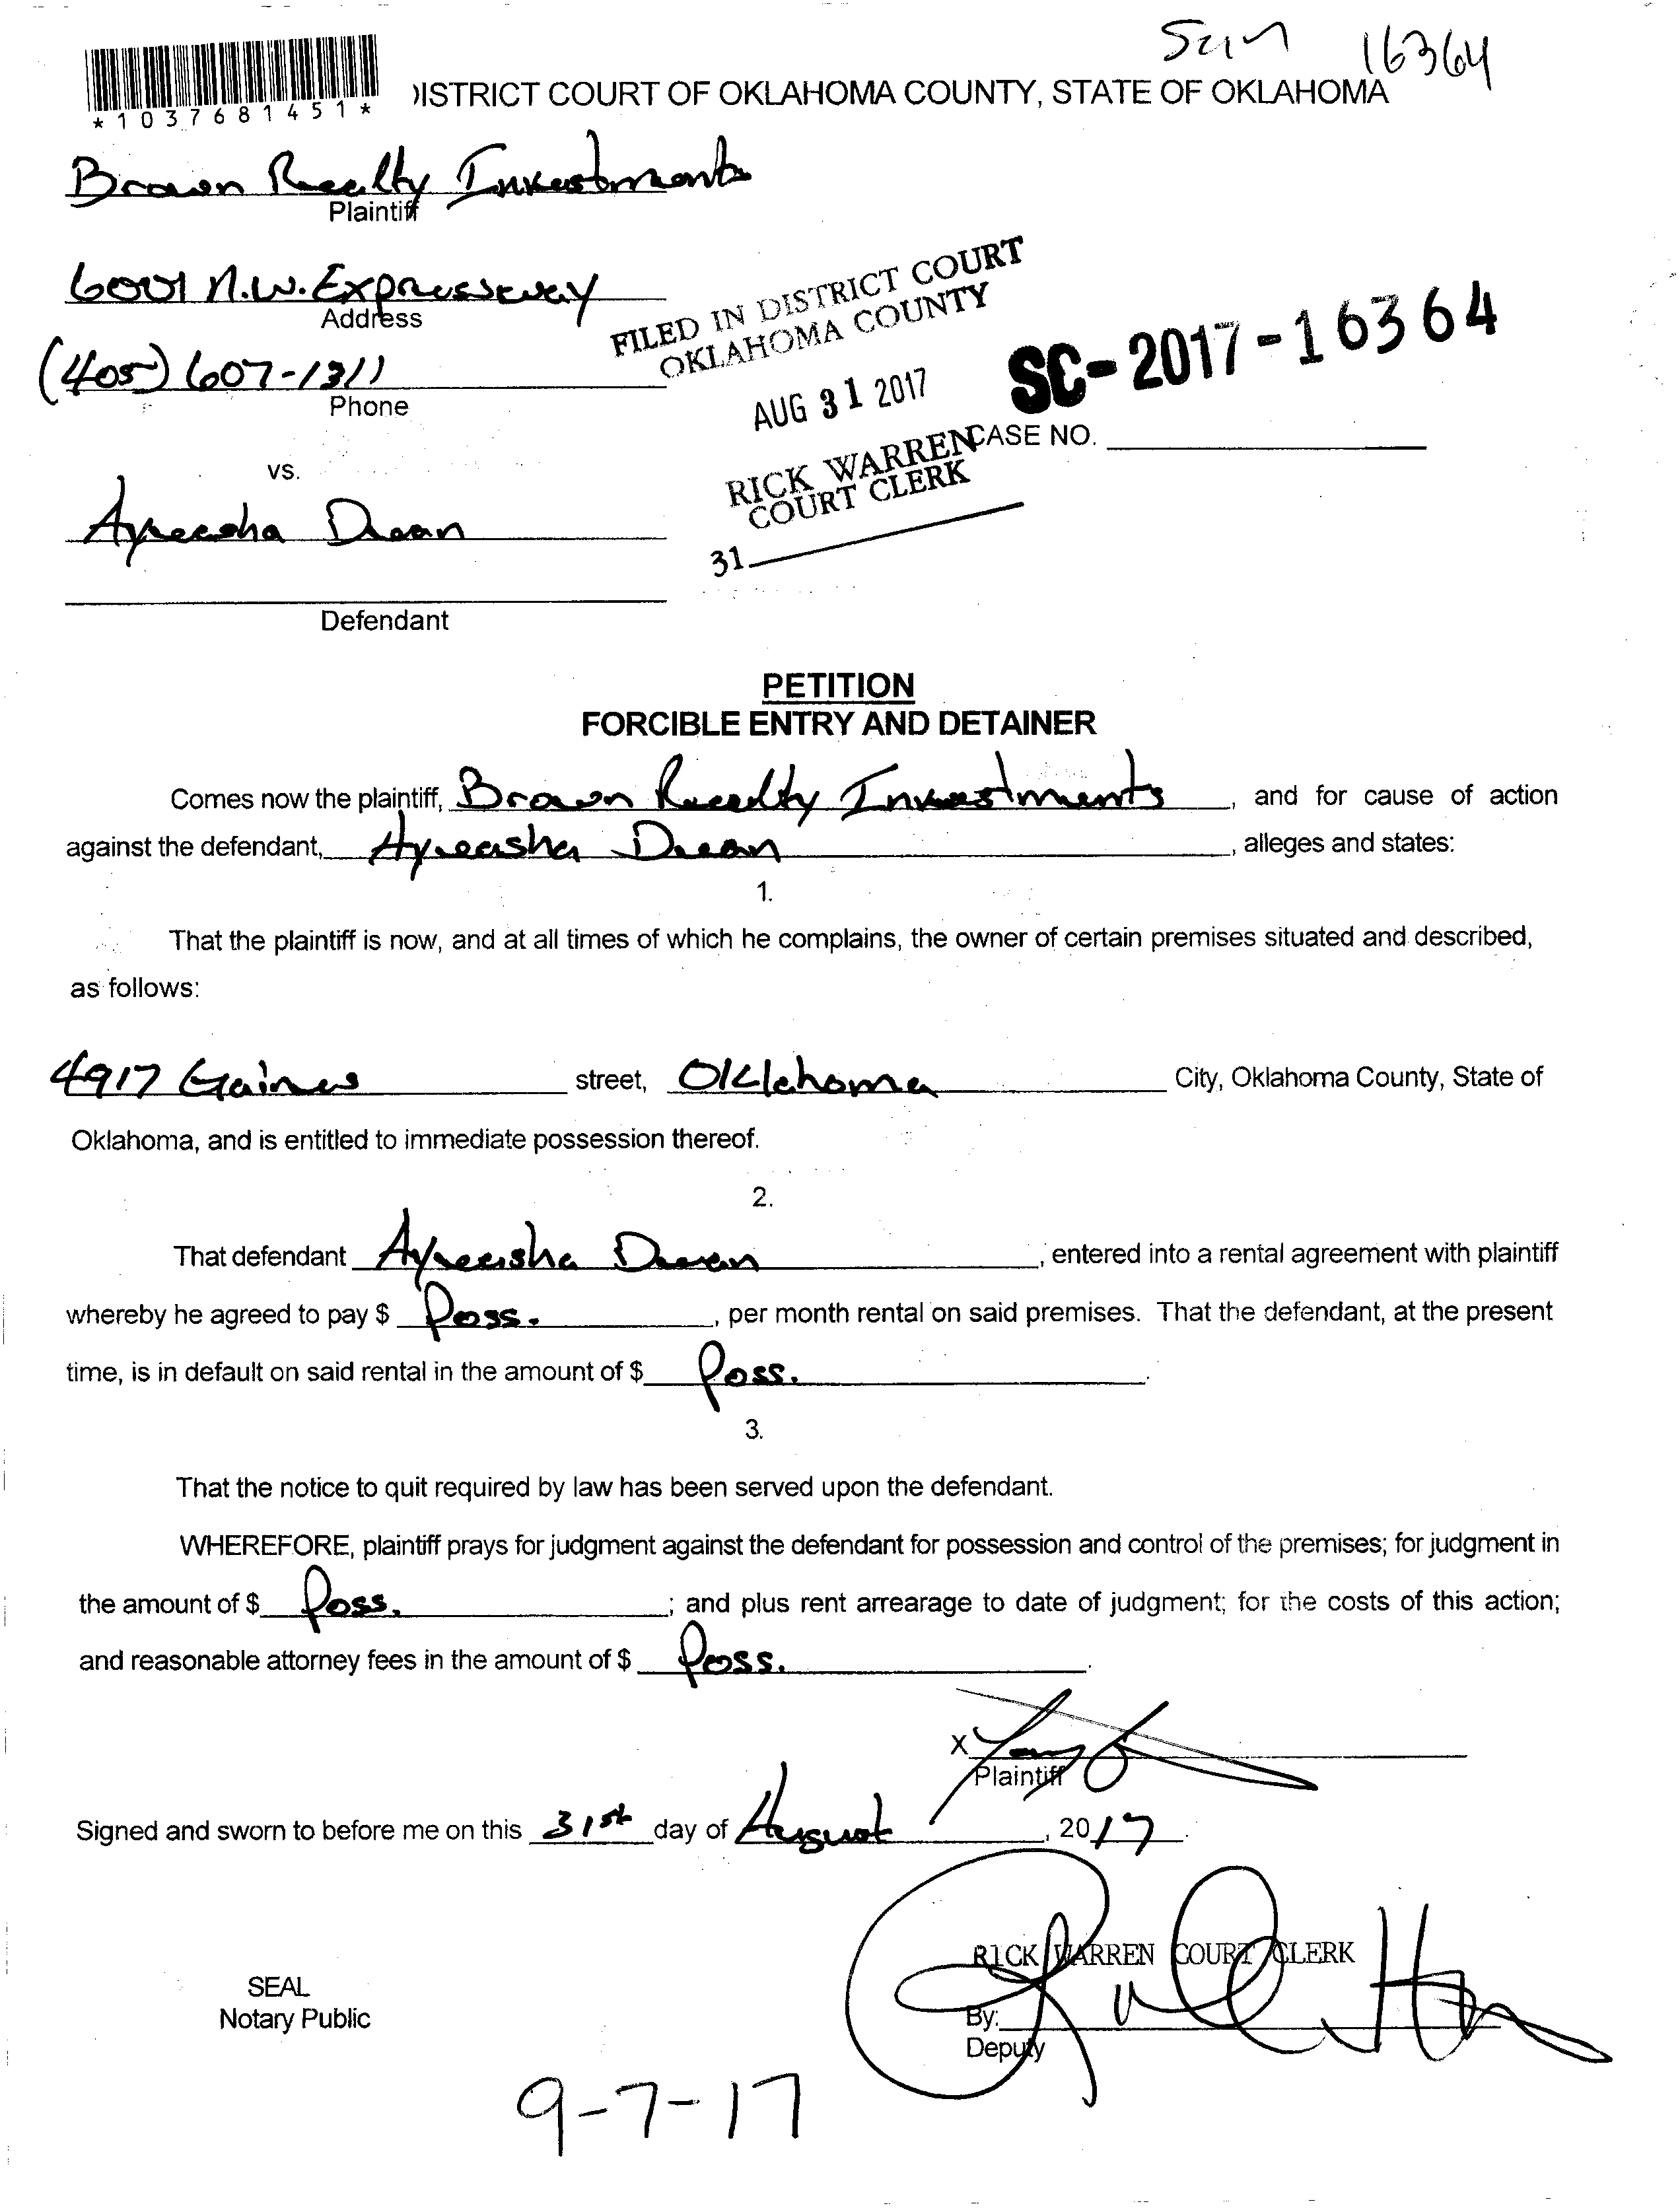 16364
*1037681451*
DISTRICT COURT OF OKLAHOMA COUNTY, STATE OF OKLAHOMA
Brown Realty Investments
Plaintiff
6001 N.W. Expressway
Address
(405) 607-1311
Phone
FILED IN DISTRICT COURT
OKLAHOMA COUNTY
AUG 31 2017
RICK WARREN
COURT CLERK
31
SC-2017-16364
CASE NO.
vs.
Ayreasha Dean
Defendant
PETITION
FORCIBLE ENTRY AND DETAINER
Comes now the plaintiff, Brown Realty Investments, and for cause of action
against the defendant, Ayreasha Dean, alleges and states:
1.
That the plaintiff is now, and at all times of which he complains, the owner of certain premises situated and described,
as follows:
4917 Gaines street, Oklahoma City, Oklahoma County, State of
Oklahoma, and is entitled to immediate possession thereof.
2.
That defendant Ayreasha Dean, entered into a rental agreement with plaintiff
whereby he agreed to pay $ Poss., per month rental on said premises. That the defendant, at the present
time, is in default on said rental in the amount of $ Poss.
3.
That the notice to quit required by law has been served upon the defendant.
WHEREFORE, plaintiff prays for judgment against the defendant for possession and control of the premises; for judgment in
the amount of $ Poss.; and plus rent arrearage to date of judgment; for the costs of this action;
and reasonable attorney fees in the amount of $ Poss.
X
Plaintiff
Signed and sworn to before me on this 31st day of August, 2017.
RICK WARREN COURT CLERK
SEAL
Notary Public
By:
Deputy
9-7-17